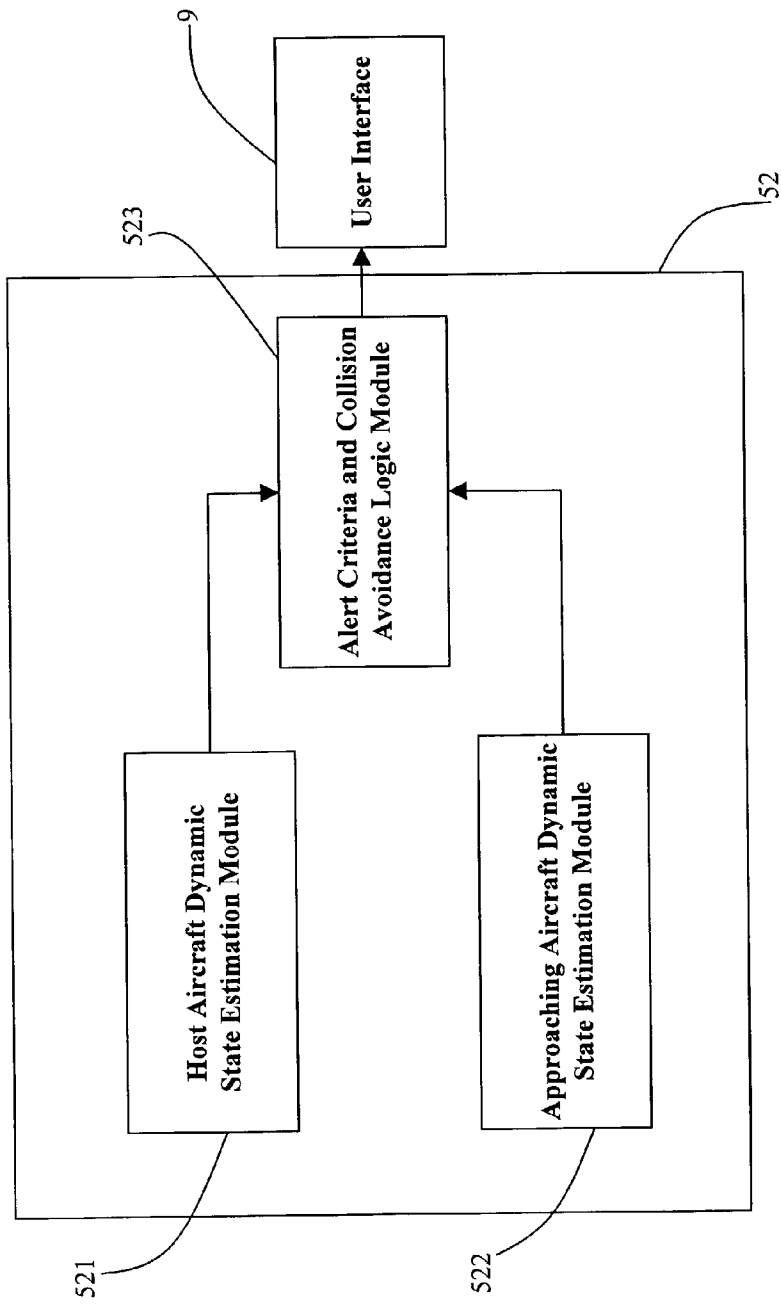 521
Host Aircraft Dynamic
State Estimation Module
522
Approaching Aircraft Dynamic
State Estimation Module
523
Alert Criteria and Collision
Avoidance Logic Module
9
User Interface
52